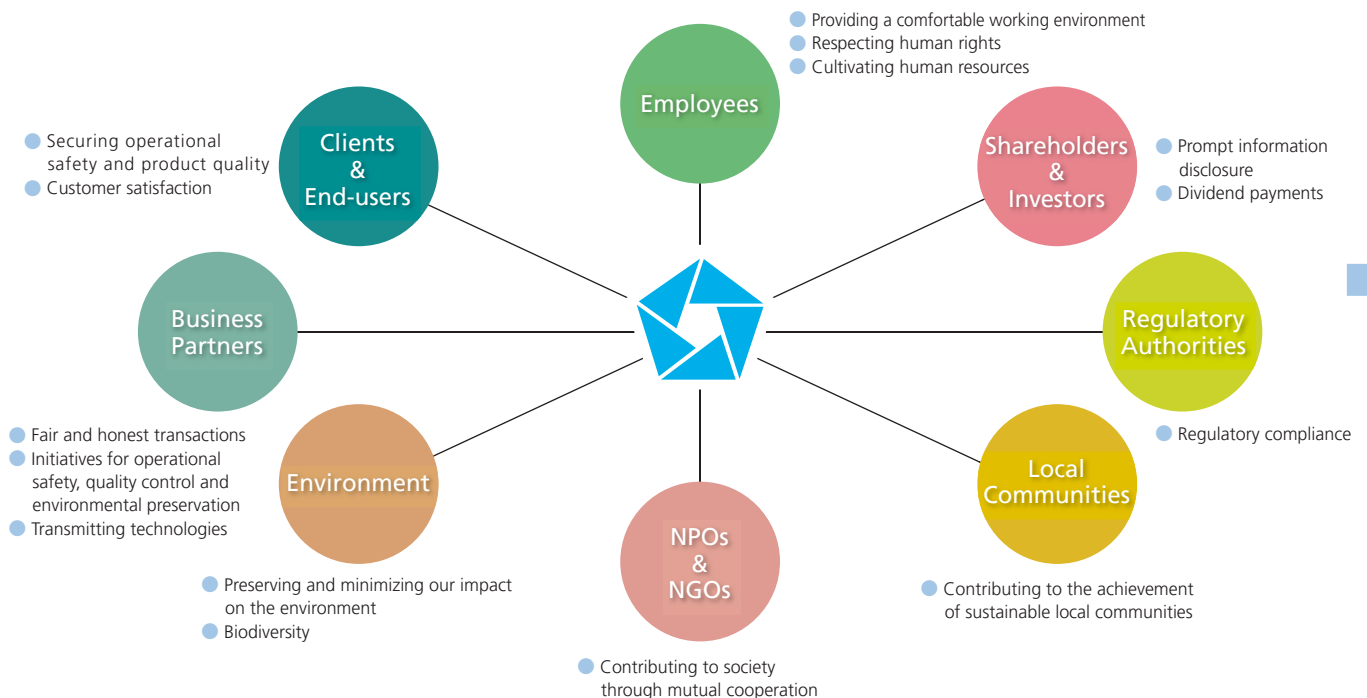 Employees
Providing a comfortable working environment
Respecting human rights
Cultivating human resources
Shareholders
&
Investors
Prompt information
disclosure
Dividend payments
Regulatory
Authorities
Regulatory compliance
Local
Communities
Contributing to the achievement
of sustainable local communities
NPOs
&
NGOs
Contributing to society
through mutual cooperation
Environment
Preserving and minimizing our impact
on the environment
Biodiversity
Business
Partners
Fair and honest transactions
Initiatives for operational
safety, quality control and
environmental preservation
Transmitting technologies
Clients
&
End-users
Securing operational
safety and product quality
Customer satisfaction